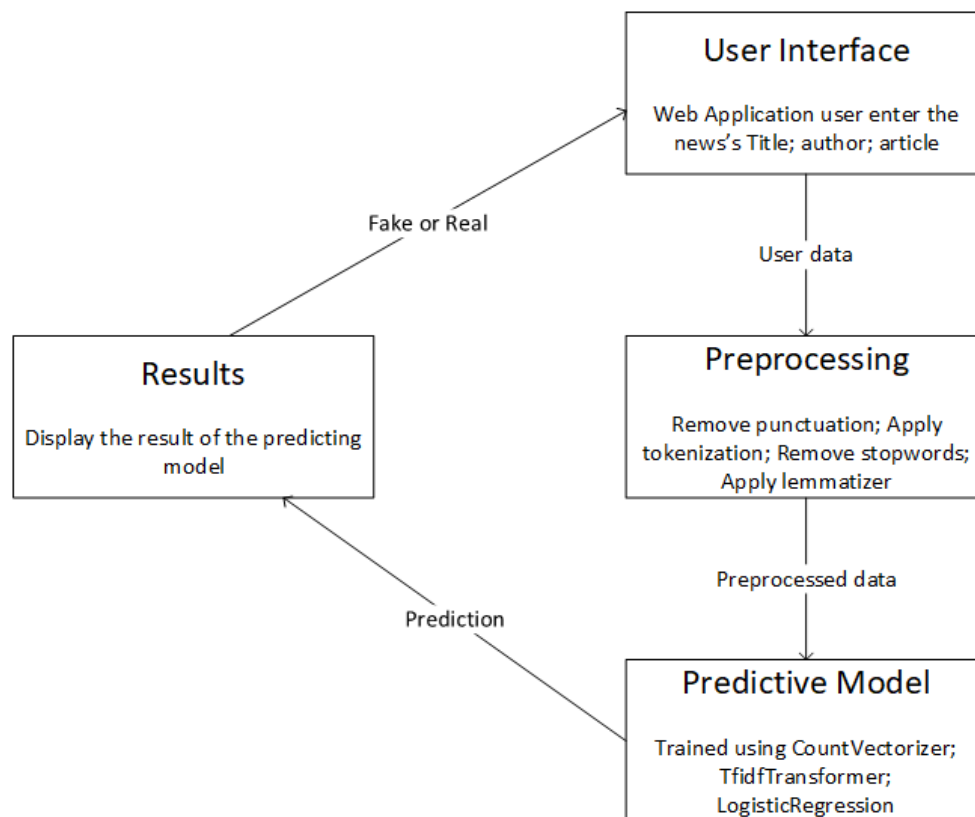 User Interface
Web Application user enter the
news's Title; author; article
Fake or Real
User data
Results
Display the result of the predicting
model
Preprocessing
Remove punctuation; Apply
tokenization; Remove stopwords;
Apply lemmatizer
Preprocessed data
Prediction
Predictive Model
Trained using CountVectorizer;
TfidfTransformer;
LogisticRegression